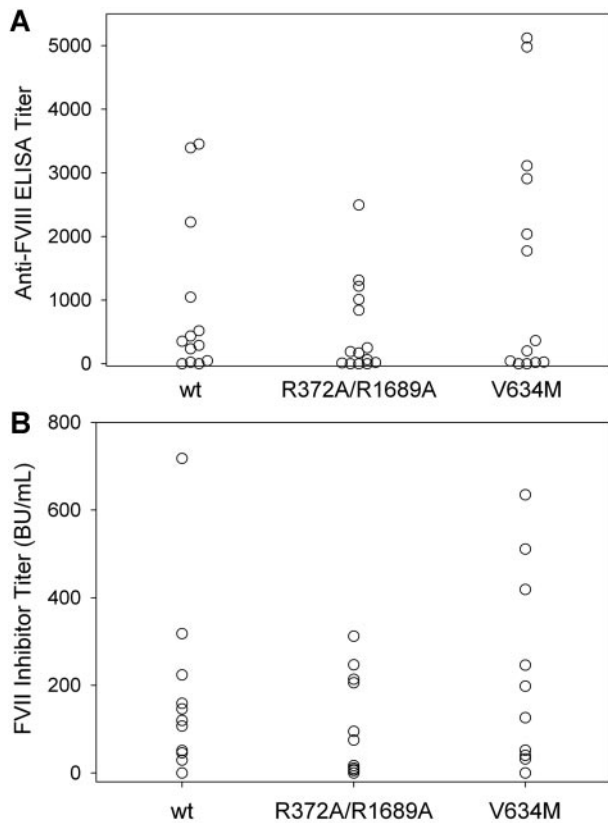 A
Anti-FVIII ELISA Titer
5000
4000
3000
2000
1000
0
wt
R372A/R1689A
V634M
B
FVII Inhibitor Titer (BU/mL)
800
600
400
200
0
wt
R372A/R1689A
V634M